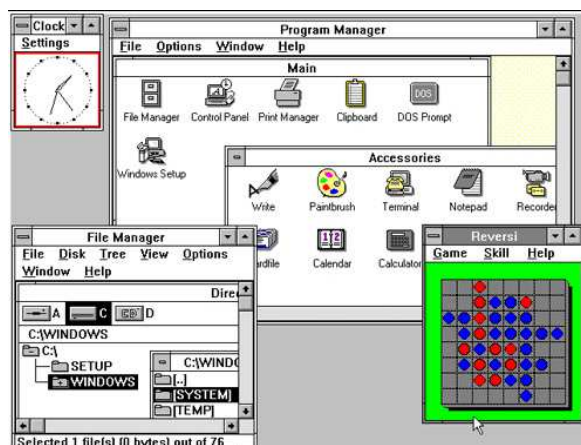 Clock
Settings
Program Manager
File Options Window Help
Main
File Manager Control Panel Print Manager Clipboard DOS Prompt
DOS
Windows Setup
Accessories
Write Paintbrush Terminal Notepad Recorder
ardfile Calendar Calculator
File Manager
File Disk Tree View Options
Window Help
Direc
A C D
C:\WINDOWS
C:\
SETUP
WINDOWS
C:\WIND
[..]
[SYSTEM]
[TEMP]
Selected 1 file(s) (0 bytes) out of 76
Reversi
Game Skill Help